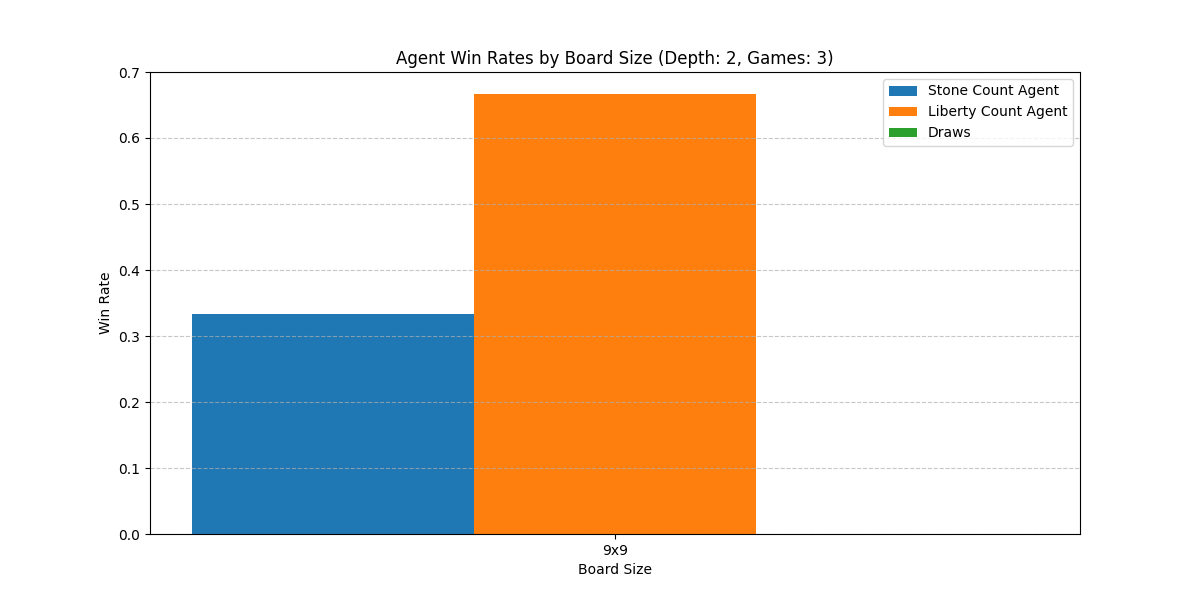 Agent Win Rates by Board Size (Depth: 2, Games: 3)
Stone Count Agent
Liberty Count Agent
Draws
Win Rate
0.7
0.6
0.5
0.4
0.3
0.2
0.1
0.0
9x9
Board Size